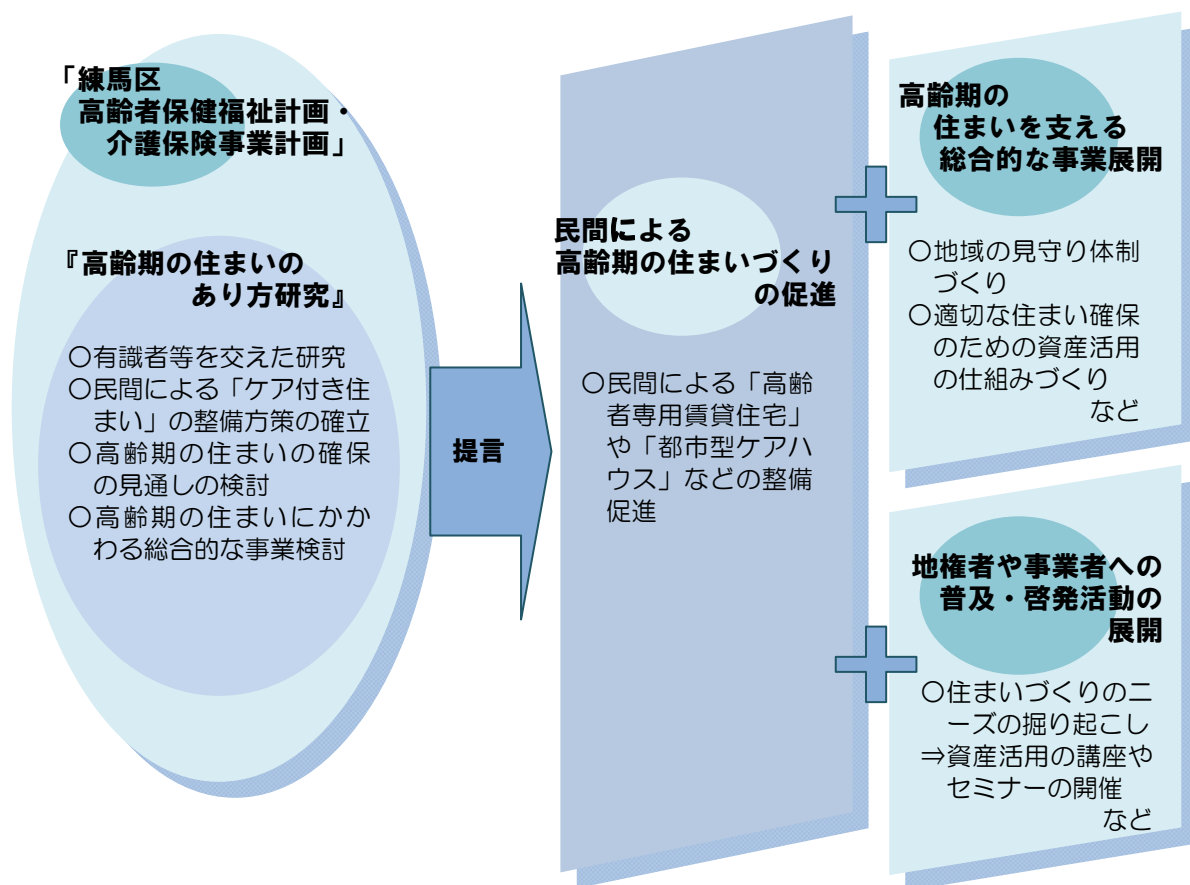 「練馬区
高齢者保健福祉計画・
介護保険事業計画」
『高齢期の住まいの
あり方研究』
○有識者等を交えた研究
○民間による「ケア付き住
まい」の整備方策の確立
○高齢期の住まいの確保
の見通しの検討
○高齢期の住まいにかか
わる総合的な事業検討
提言
民間による
高齢期の住まいづくり
の促進
○民間による「高齢
者専用賃貸住宅」
や「都市型ケアハ
ウス」などの整備
促進
高齢期の
住まいを支える
総合的な事業展開
○地域の見守り体制
づくり
○適切な住まい確保
のための資産活用
の仕組みづくり
など
地権者や事業者への
普及・啓発活動の
展開
○住まいづくりのニ
ーズの掘り起こし
⇒資産活用の講座や
セミナーの開催
など